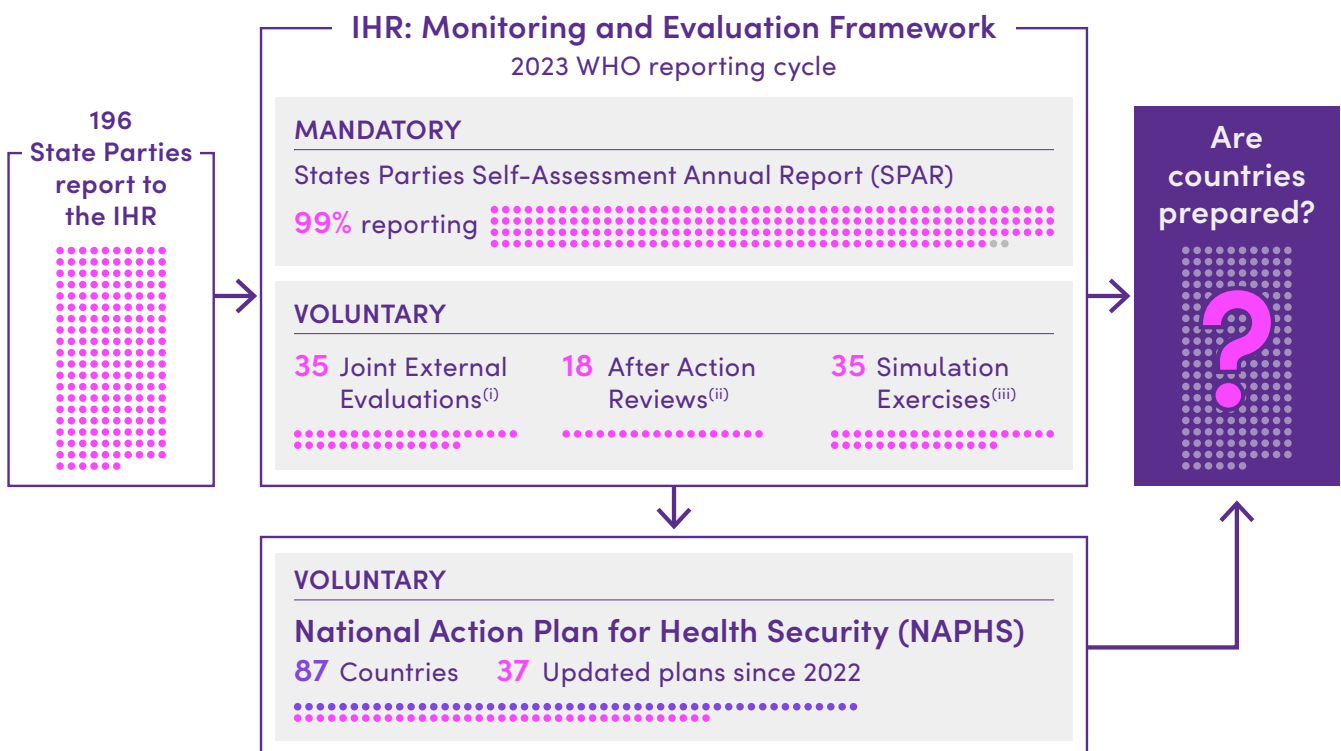 IHR: Monitoring and Evaluation Framework
2023 WHO reporting cycle
196
State Parties
report to
the IHR
MANDATORY
States Parties Self-Assessment Annual Report (SPAR)
99% reporting
VOLUNTARY
35 Joint External
Evaluations(i)
18 After Action
Reviews(ii)
35 Simulation
Exercises(iii)
Are
countries
prepared?
?
VOLUNTARY
National Action Plan for Health Security (NAPHS)
87 Countries 37 Updated plans since 2022